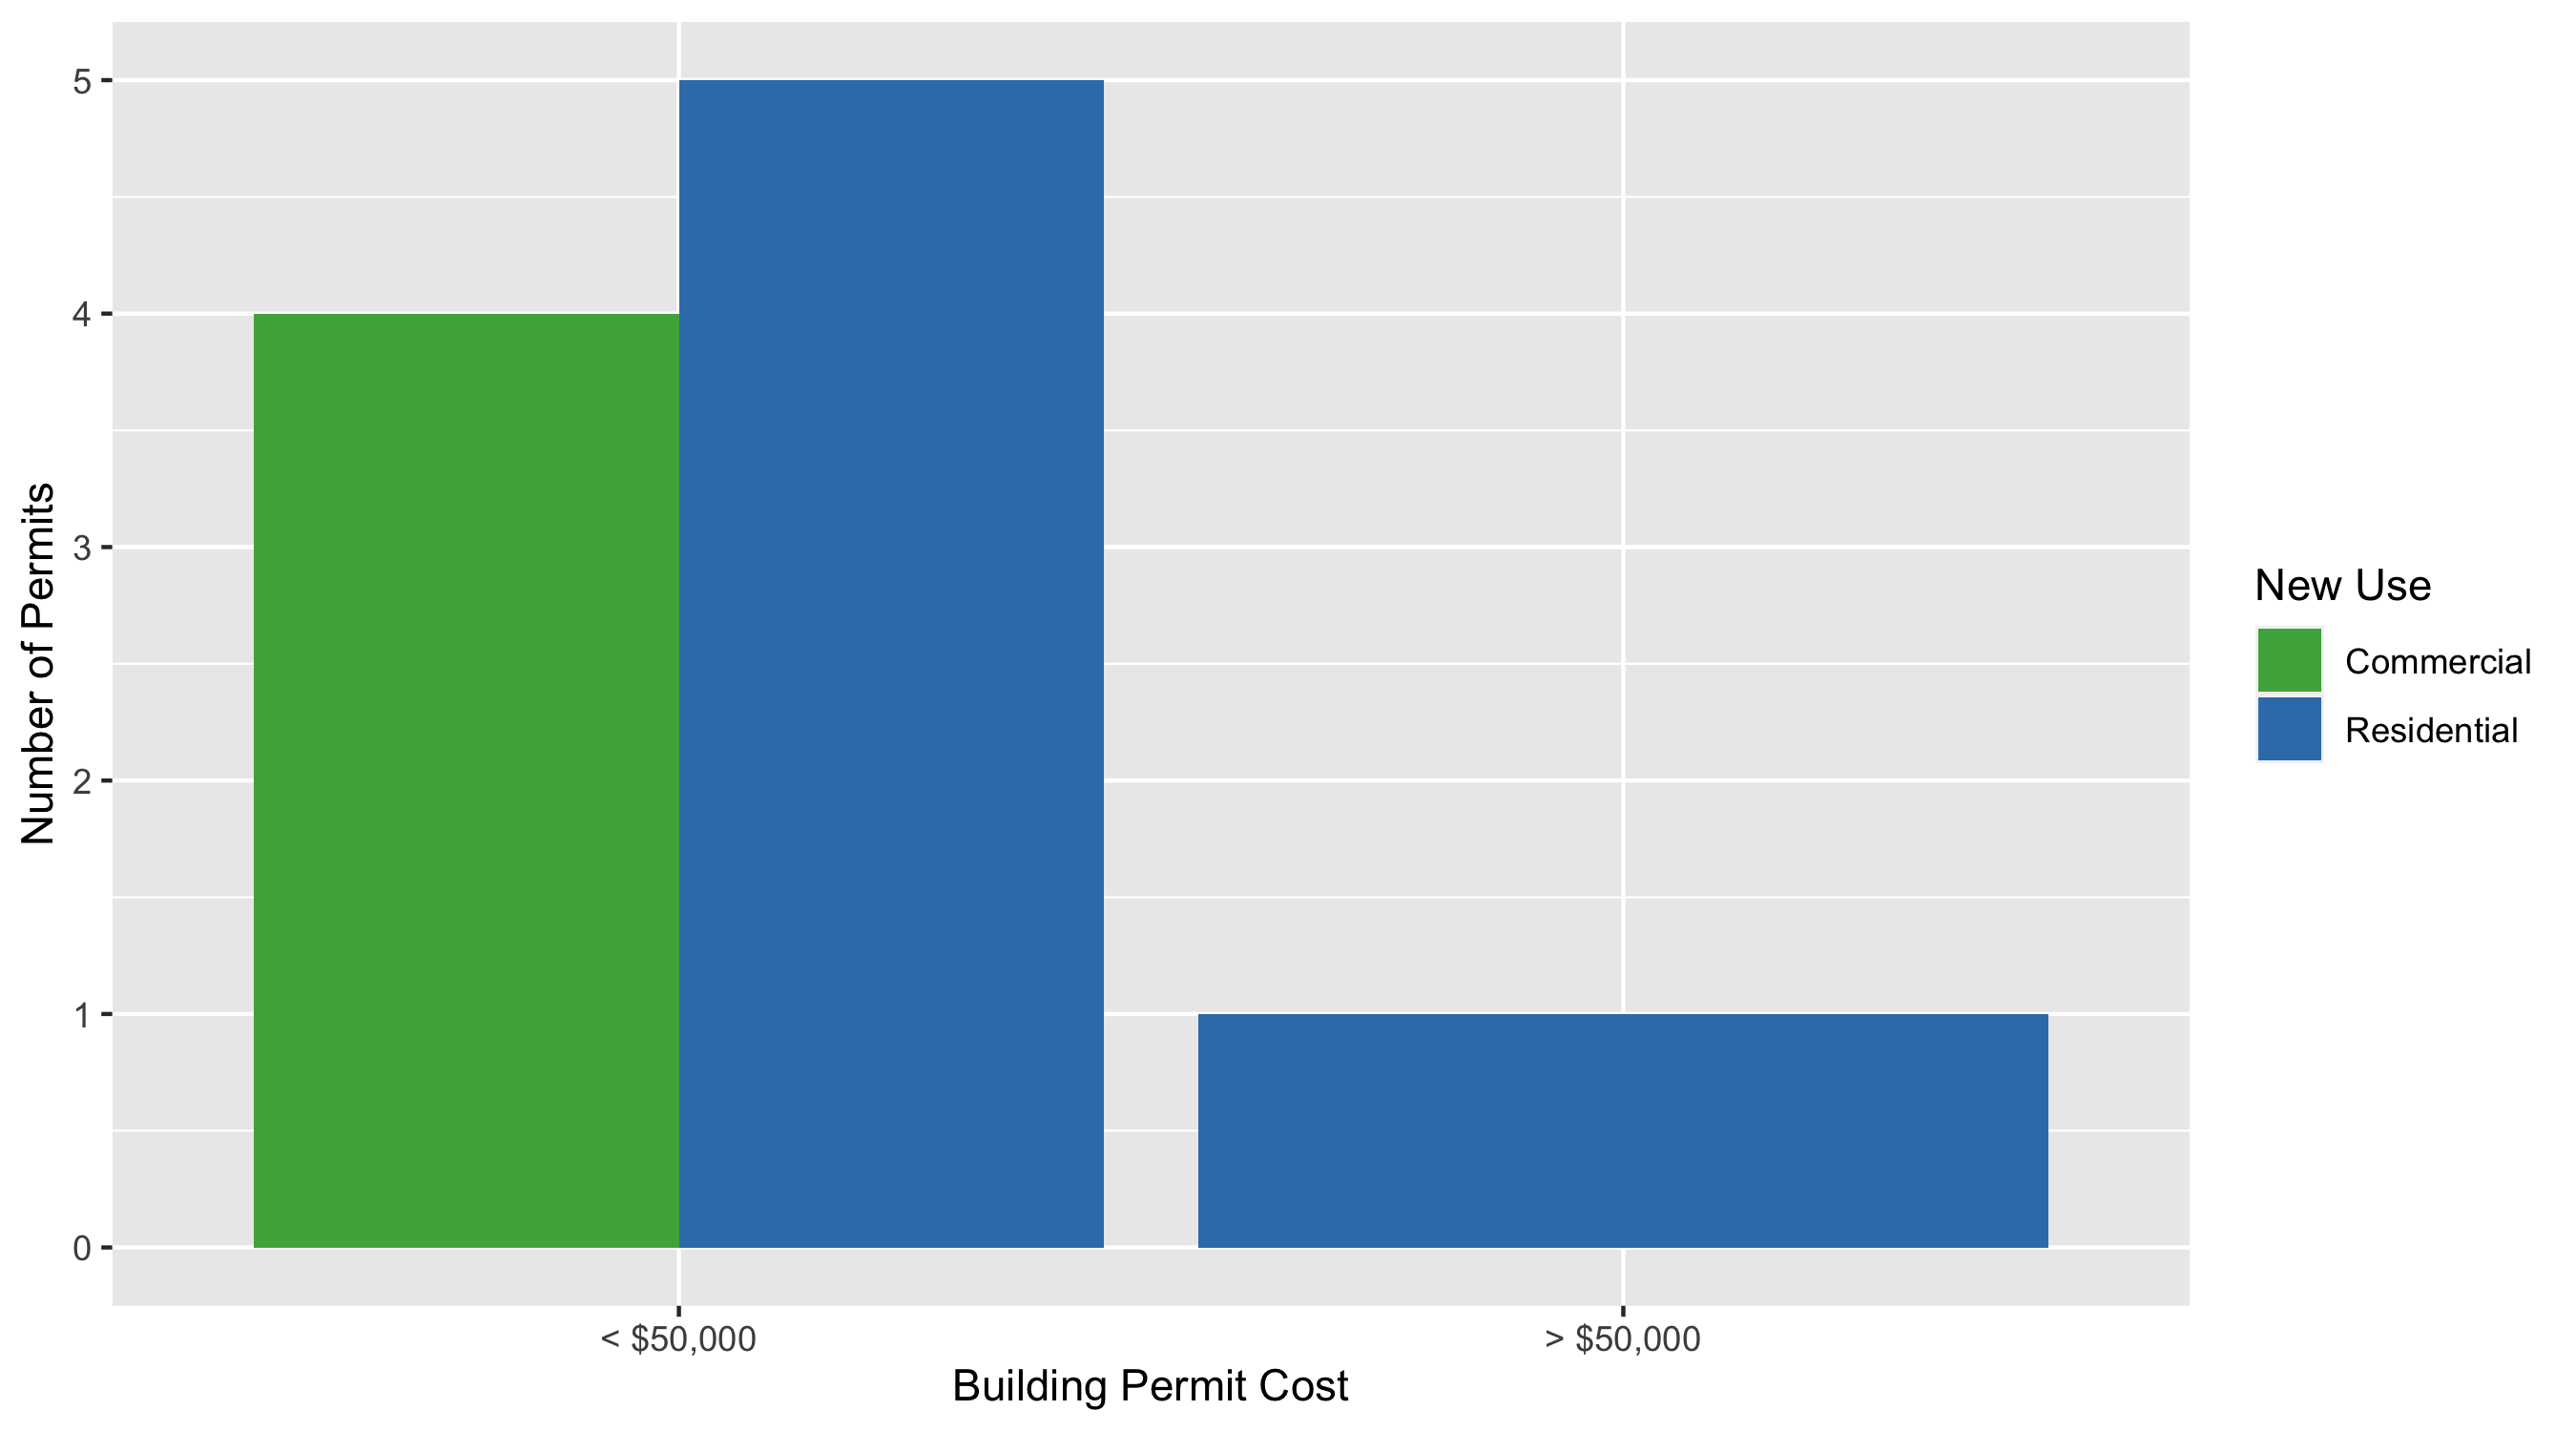 Number of Permits
5
4
3
2
1
0
< $50,000
> $50,000
Building Permit Cost
New Use
Commercial
Residential